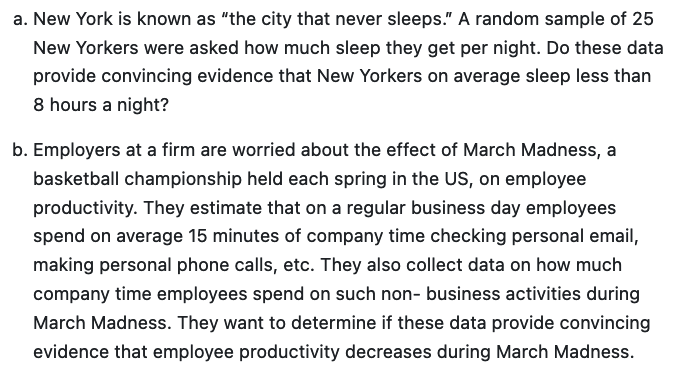 a. New York is known as “the city that never sleeps.” A random sample of 25
New Yorkers were asked how much sleep they get per night. Do these data
provide convincing evidence that New Yorkers on average sleep less than
8 hours a night?
b. Employers at a firm are worried about the effect of March Madness, a
basketball championship held each spring in the US, on employee
productivity. They estimate that on a regular business day employees
spend on average 15 minutes of company time checking personal email,
making personal phone calls, etc. They also collect data on how much
company time employees spend on such non- business activities during
March Madness. They want to determine if these data provide convincing
evidence that employee productivity decreases during March Madness.